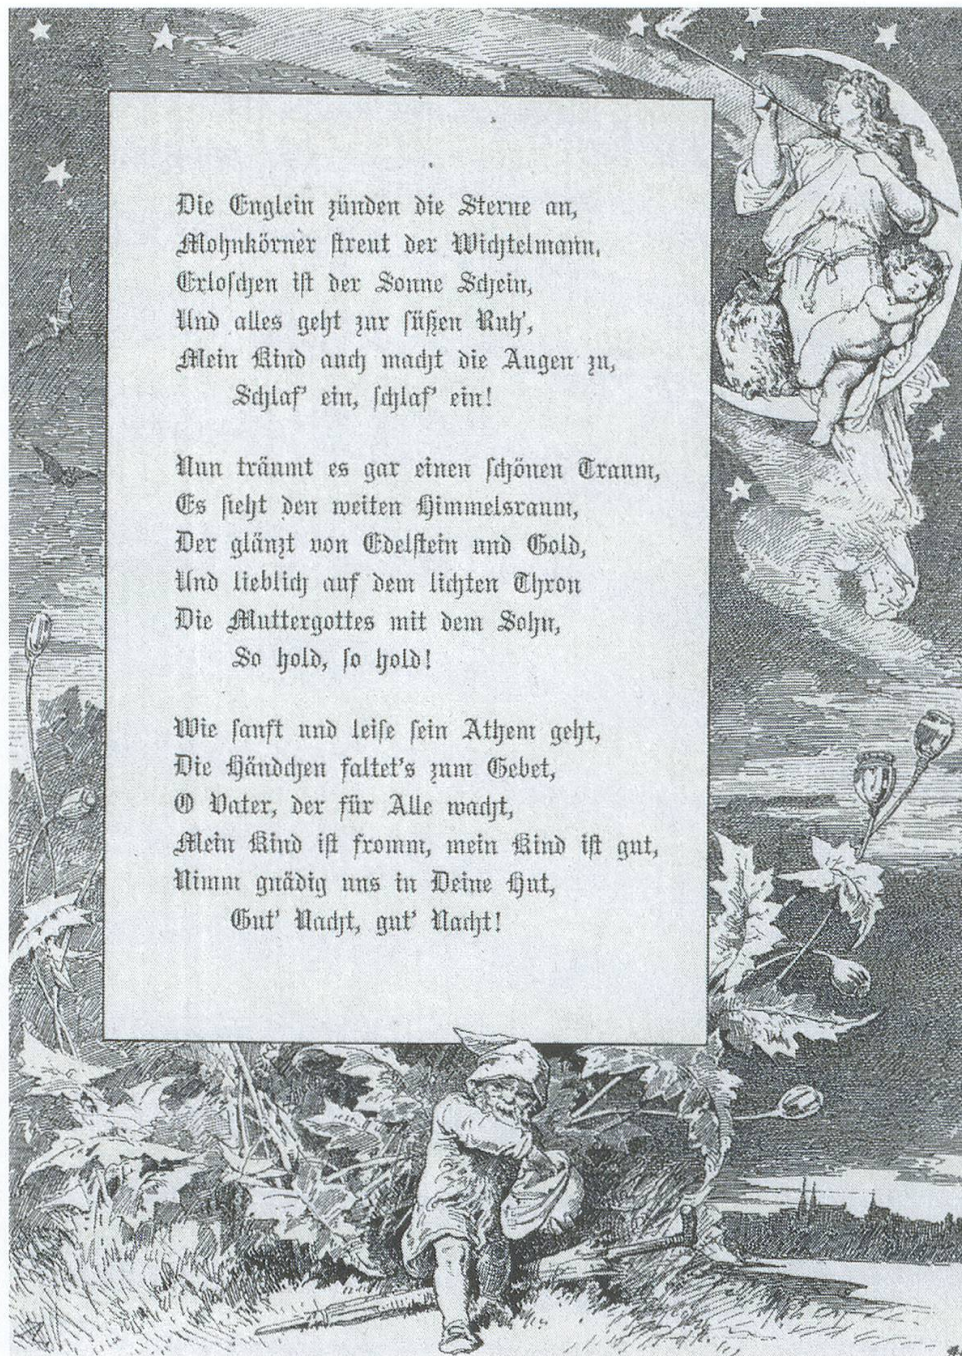 Die Englein zünden die Sterne an,
Mohnkörner streut der Wichtelmann,
Erloschen ist der Sonne Schein,
Und alles geht zur süßen Ruh',
Mein Kind auch macht die Augen zu,
Schlaf' ein, schlaf' ein!
Nun träumt es gar einen schönen Traum,
Es sieht den weiten Himmelsraum,
Der glänzt von Edelstein und Gold,
Und lieblich auf dem lichten Thron
Die Muttergottes mit dem Sohn,
So hold, so hold!
Wie sanft und leise sein Athem geht,
Die Händchen faltet's zum Gebet,
O Vater, der für Alle wacht,
Mein Kind ist fromm, mein Kind ist gut,
Nimm gnädig uns in Deine Hut,
Gut' Nacht, gut' Nacht!